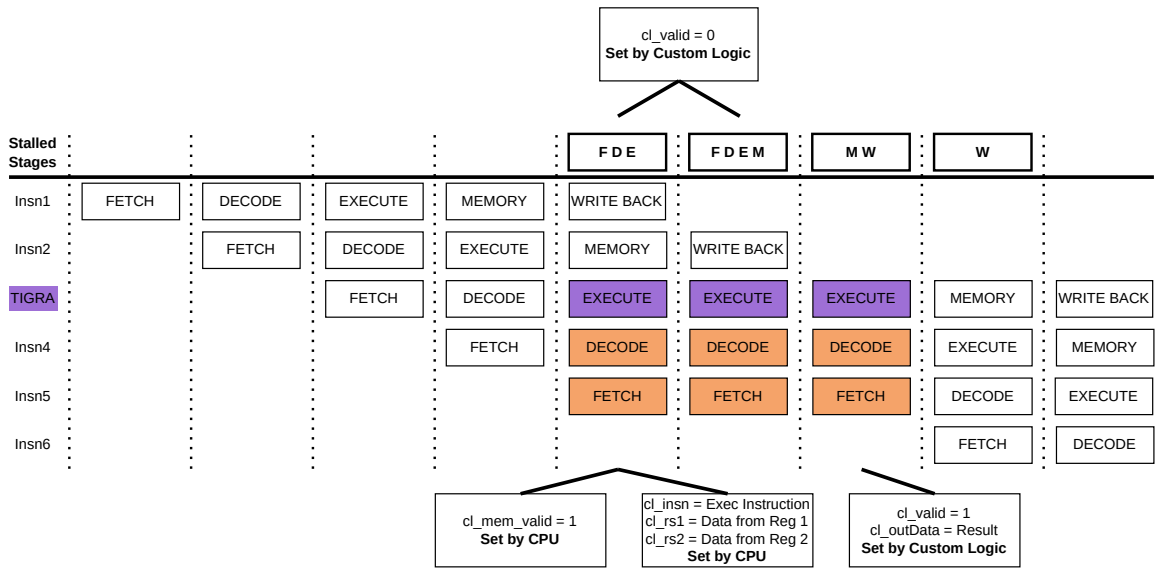 cl_valid = 0
Set by Custom Logic
Stalled
Stages
F D E
F D E M
M W
W
Insn1
FETCH
DECODE
EXECUTE
MEMORY
WRITE BACK
Insn2
FETCH
DECODE
EXECUTE
MEMORY
WRITE BACK
TIGRA
FETCH
DECODE
EXECUTE
EXECUTE
EXECUTE
MEMORY
WRITE BACK
Insn4
FETCH
DECODE
DECODE
DECODE
EXECUTE
MEMORY
Insn5
FETCH
FETCH
FETCH
DECODE
EXECUTE
Insn6
FETCH
DECODE
cl_mem_valid = 1
Set by CPU
cl_insn = Exec Instruction
cl_rs1 = Data from Reg 1
cl_rs2 = Data from Reg 2
Set by CPU
cl_valid = 1
cl_outData = Result
Set by Custom Logic